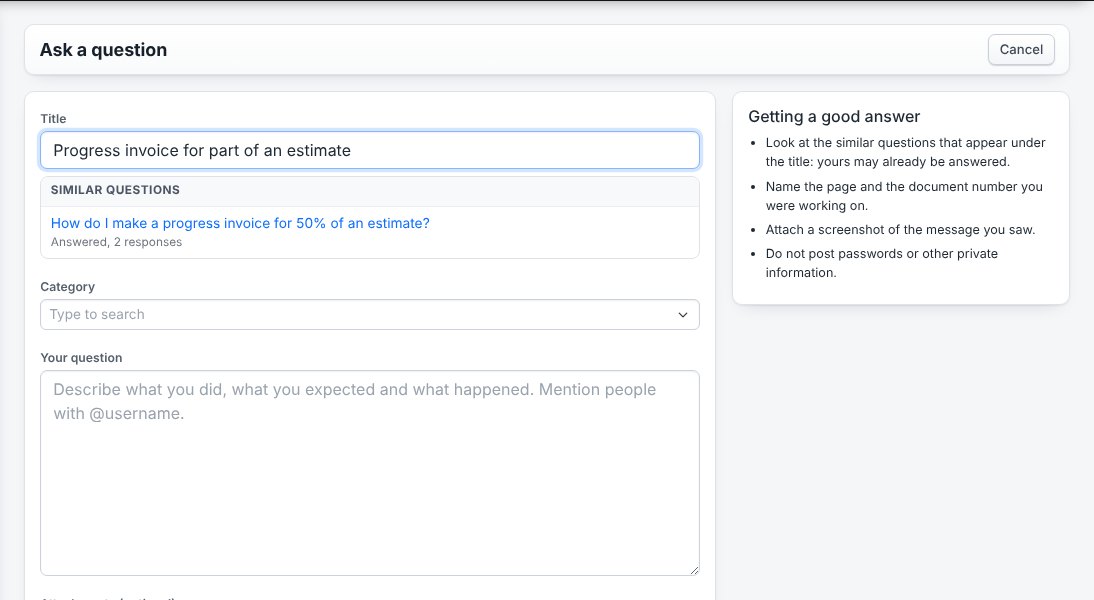 Ask a question
Cancel
Title
Progress invoice for part of an estimate
SIMILAR QUESTIONS
How do I make a progress invoice for 50% of an estimate?
Answered, 2 responses
Category
Type to search
Your question
Describe what you did, what you expected and what happened. Mention people
with @username.
Getting a good answer
Look at the similar questions that appear under
the title: yours may already be answered.
Name the page and the document number you
were working on.
Attach a screenshot of the message you saw.
Do not post passwords or other private
information.